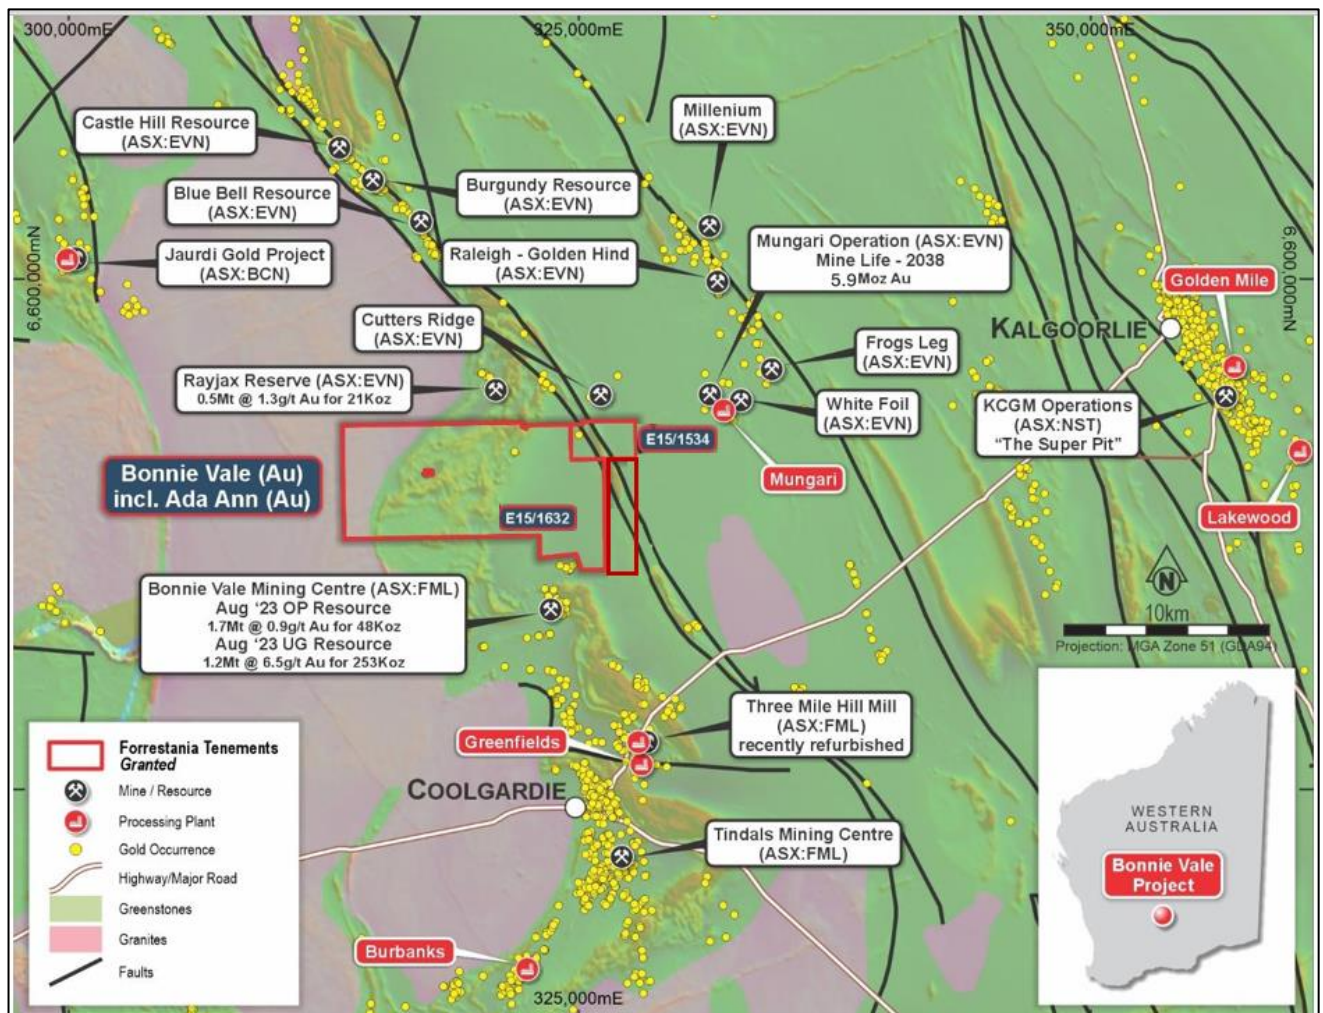 300,000mE
325,000mE
350,000mE
Castle Hill Resource
(ASX:EVN)
Millenium
(ASX:EVN)
Blue Bell Resource
(ASX:EVN)
Burgundy Resource
(ASX:EVN)
Jaurdi Gold Project
(ASX:BCN)
Raleigh - Golden Hind
(ASX:EVN)
Mungari Operation (ASX:EVN)
Mine Life - 2038
5.9Moz Au
6,600,000mN
6,600,000mN
Golden Mile
KALGOORLIE
Cutters Ridge
(ASX:EVN)
Frogs Leg
(ASX:EVN)
Rayjax Reserve (ASX:EVN)
0.5Mt @ 1.3g/t Au for 21Koz
White Foil
(ASX:EVN)
KCGM Operations
(ASX:NST)
“The Super Pit”
E15/1534
Bonnie Vale (Au)
incl. Ada Ann (Au)
Mungari
E15/1632
Lakewood
N
10km
Projection: MGA Zone 51 (GDA94)
Bonnie Vale Mining Centre (ASX:FML)
Aug ‘23 OP Resource
1.7Mt @ 0.9g/t Au for 48Koz
Aug ‘23 UG Resource
1.2Mt @ 6.5g/t Au for 253Koz
Three Mile Hill Mill
(ASX:FML)
recently refurbished
Greenfields
COOLGARDIE
Tindals Mining Centre
(ASX:FML)
Burbanks
325,000mE
Forrestania Tenements
Granted
Mine / Resource
Processing Plant
Gold Occurrence
Highway/Major Road
Greenstones
Granites
Faults
WESTERN
AUSTRALIA
Bonnie Vale
Project